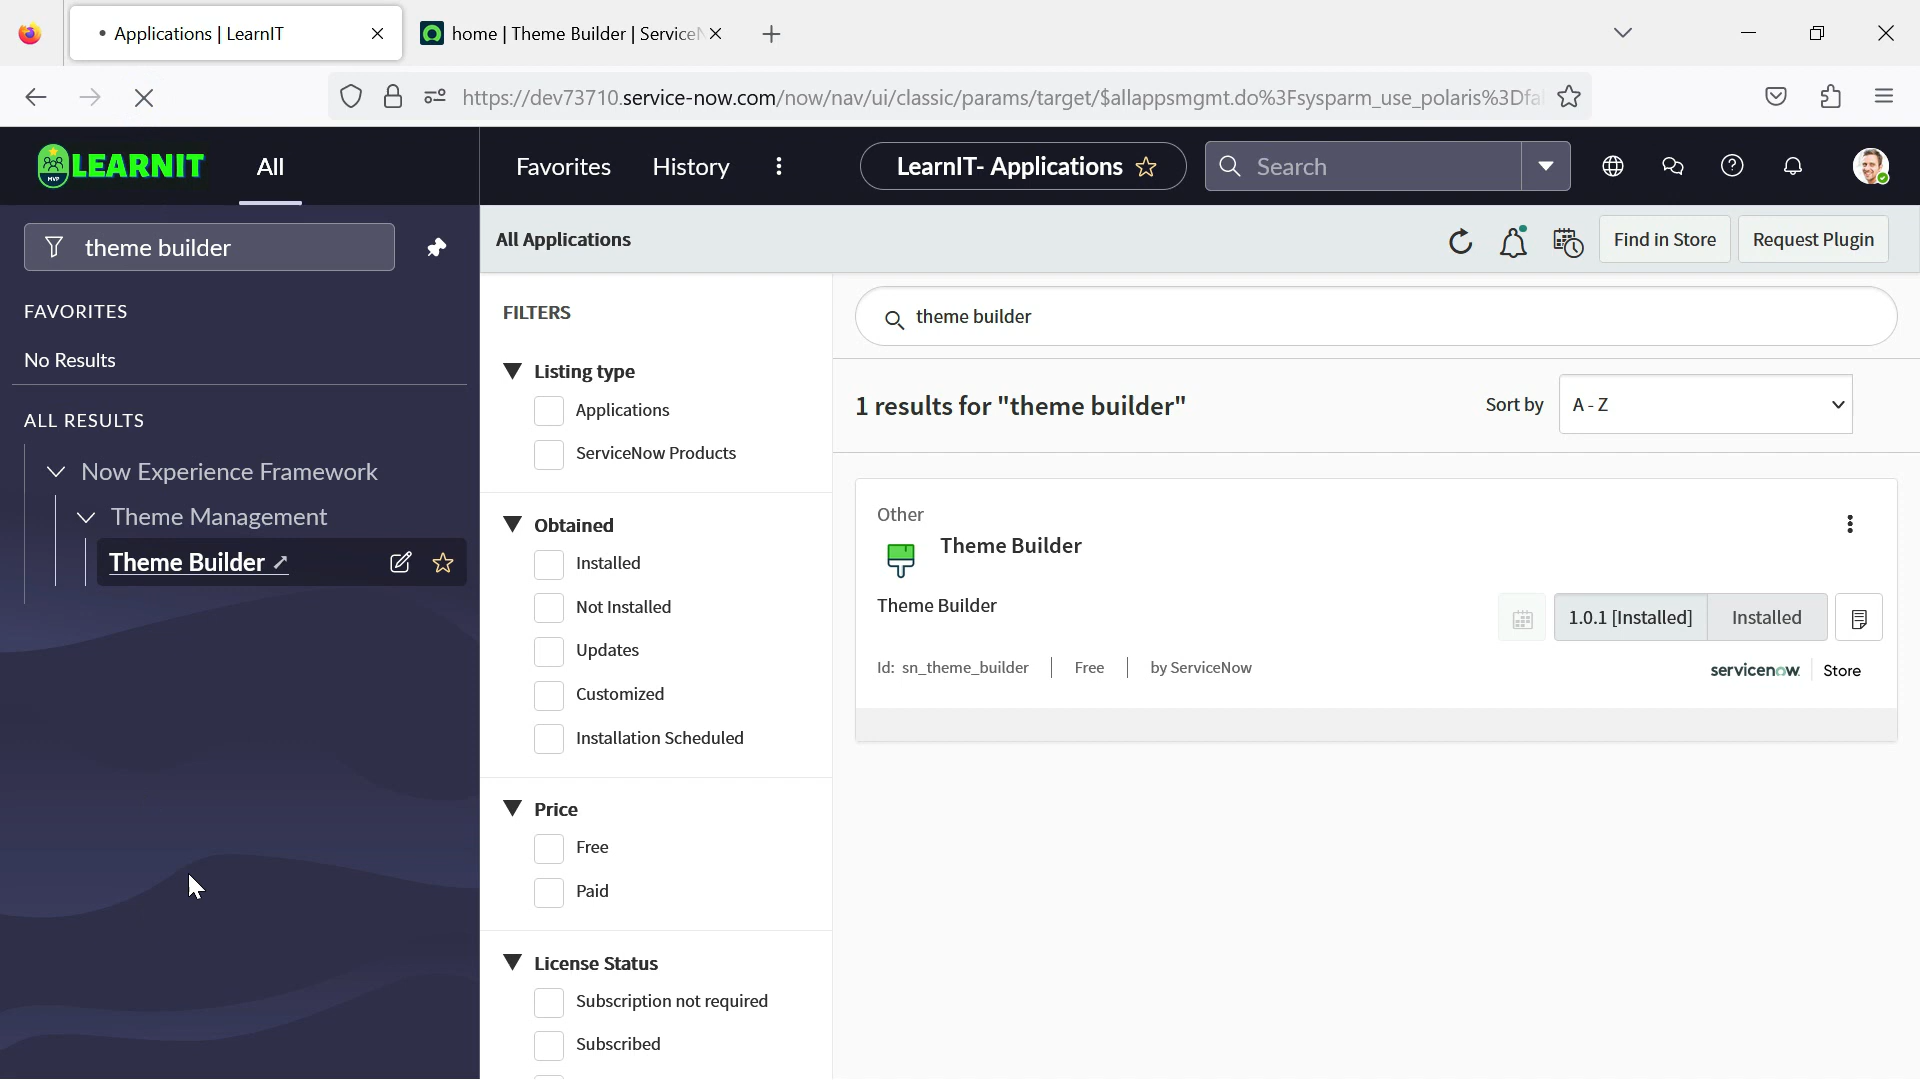 Applications | LearnIT
home | Theme Builder | Service
https://dev73710.service-now.com/now/nav/ui/classic/params/target/$allappsmgmt.do%3Fsysparm_use_polaris%3Dfa
MVP
LEARNIT
All
Favorites
History
LearnIT- Applications
Search
theme builder
All Applications
Find in Store
Request Plugin
FAVORITES
No Results
ALL RESULTS
Now Experience Framework
Theme Management
Theme Builder
FILTERS
Listing type
Applications
ServiceNow Products
Obtained
Installed
Not Installed
Updates
Customized
Installation Scheduled
Price
Free
Paid
License Status
Subscription not required
Subscribed
theme builder
1 results for "theme builder"
Sort by
A - Z
Other
Theme Builder
Theme Builder
1.0.1 [Installed]
Installed
Id: sn_theme_builder
Free
by ServiceNow
servicenow
Store